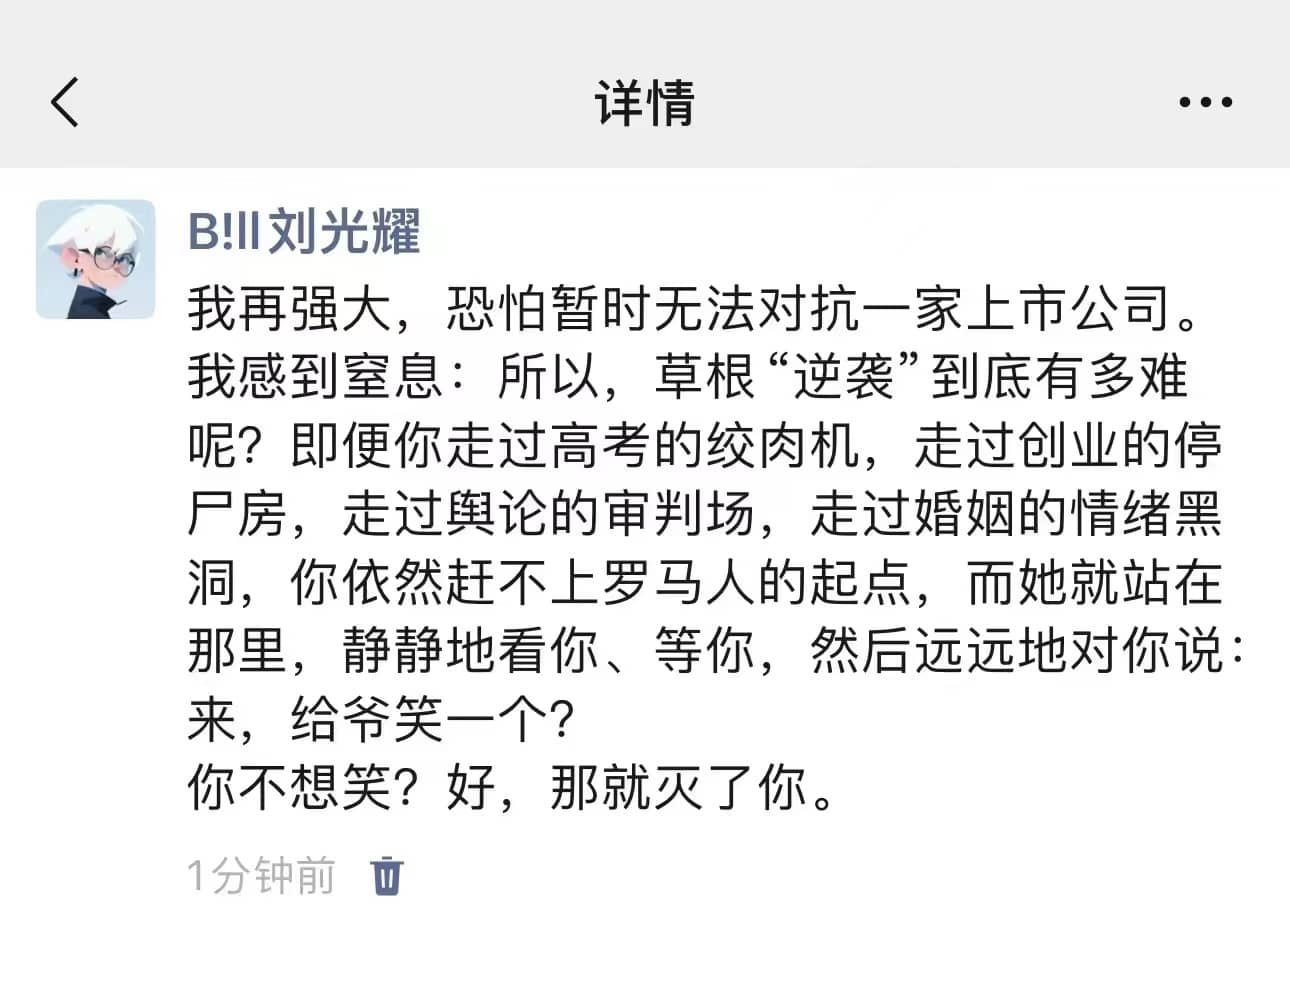 详情
B!ll刘光耀
我再强大，恐怕暂时无法对抗一家上市公司。
我感到窒息：所以，草根“逆袭”到底有多难
呢？即便你走过高考的绞肉机，走过创业的停
尸房，走过舆论的审判场，走过婚姻的情绪黑
洞，你依然赶不上罗马人的起点，而她就站在
那里，静静地看你、等你，然后远远地对你说：
来，给爷笑一个？
你不想笑？好，那就灭了你。
1分钟前